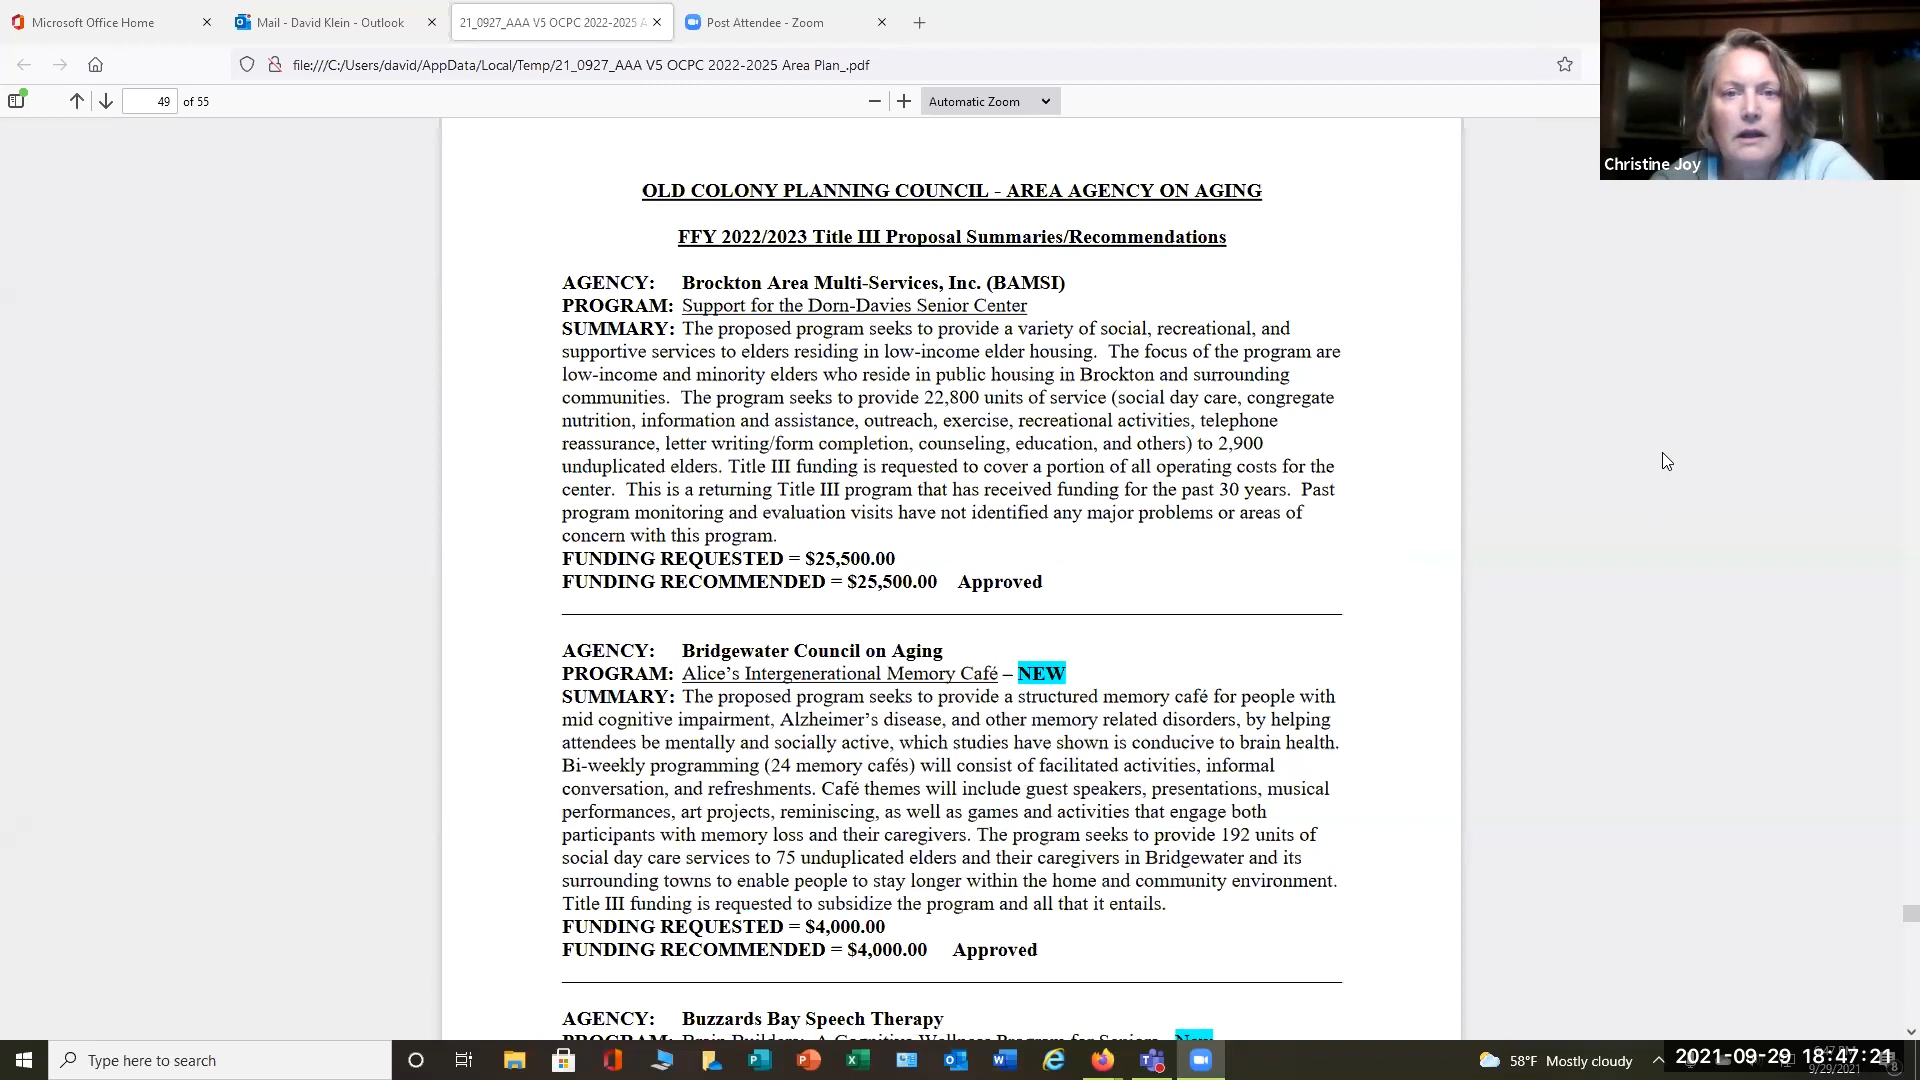 Microsoft Office Home
Mail - David Klein - Outlook
21_0927_AAA V5 OCPC 2022-2025 A
Post Attendee - Zoom
file:///C:/Users/david/AppData/Local/Temp/21_0927_AAA V5 OCPC 2022-2025 Area Plan_.pdf
49 of 55
Automatic Zoom
Christine Joy
OLD COLONY PLANNING COUNCIL - AREA AGENCY ON AGING
FFY 2022/2023 Title III Proposal Summaries/Recommendations
AGENCY: Brockton Area Multi-Services, Inc. (BAMSI)
PROGRAM: Support for the Dorn-Davies Senior Center
SUMMARY: The proposed program seeks to provide a variety of social, recreational, and
supportive services to elders residing in low-income elder housing. The focus of the program are
low-income and minority elders who reside in public housing in Brockton and surrounding
communities. The program seeks to provide 22,800 units of service (social day care, congregate
nutrition, information and assistance, outreach, exercise, recreational activities, telephone
reassurance, letter writing/form completion, counseling, education, and others) to 2,900
unduplicated elders. Title III funding is requested to cover a portion of all operating costs for the
center. This is a returning Title III program that has received funding for the past 30 years. Past
program monitoring and evaluation visits have not identified any major problems or areas of
concern with this program.
FUNDING REQUESTED = $25,500.00
FUNDING RECOMMENDED = $25,500.00 Approved
AGENCY: Bridgewater Council on Aging
PROGRAM: Alice's Intergenerational Memory Café – NEW
SUMMARY: The proposed program seeks to provide a structured memory café for people with
mid cognitive impairment, Alzheimer's disease, and other memory related disorders, by helping
attendees be mentally and socially active, which studies have shown is conducive to brain health.
Bi-weekly programming (24 memory cafés) will consist of facilitated activities, informal
conversation, and refreshments. Café themes will include guest speakers, presentations, musical
performances, art projects, reminiscing, as well as games and activities that engage both
participants with memory loss and their caregivers. The program seeks to provide 192 units of
social day care services to 75 unduplicated elders and their caregivers in Bridgewater and its
surrounding towns to enable people to stay longer within the home and community environment.
Title III funding is requested to subsidize the program and all that it entails.
FUNDING REQUESTED = $4,000.00
FUNDING RECOMMENDED = $4,000.00 Approved
AGENCY: Buzzards Bay Speech Therapy
PROGRAM: Brain Builders: A Cognitive Wellness Program for Seniors – New
Type here to search
58°F Mostly cloudy
2021-09-29 18:47:21
9/29/2021